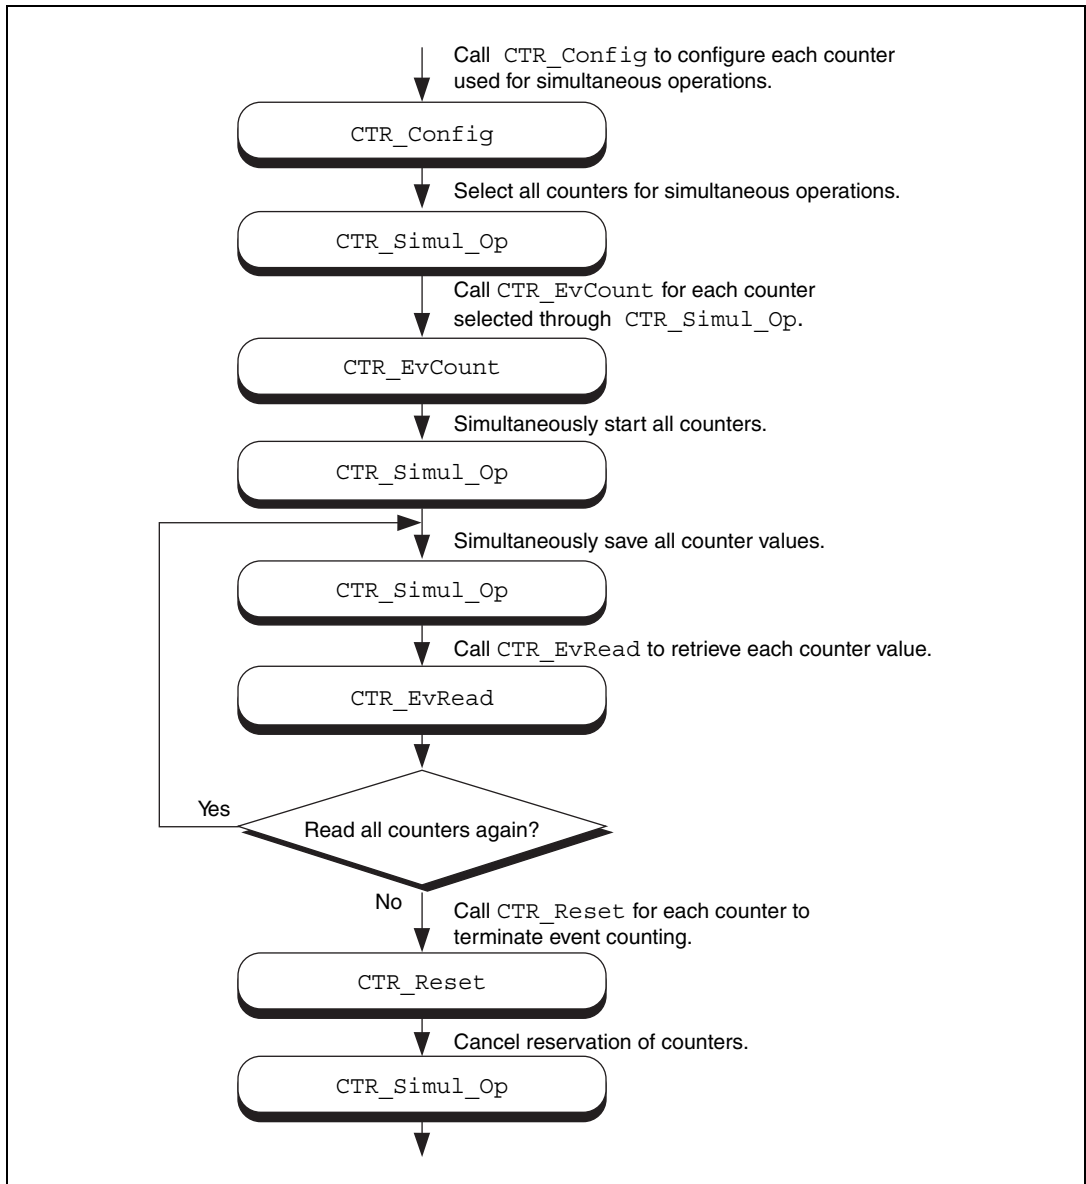 Call CTR_Config to configure each counter
used for simultaneous operations.
CTR_Config
Select all counters for simultaneous operations.
CTR_Simul_Op
Call CTR_EvCount for each counter
selected through CTR_Simul_Op.
CTR_EvCount
Simultaneously start all counters.
CTR_Simul_Op
Simultaneously save all counter values.
CTR_Simul_Op
Call CTR_EvRead to retrieve each counter value.
CTR_EvRead
Yes
Read all counters again?
No
Call CTR_Reset for each counter to
terminate event counting.
CTR_Reset
Cancel reservation of counters.
CTR_Simul_Op